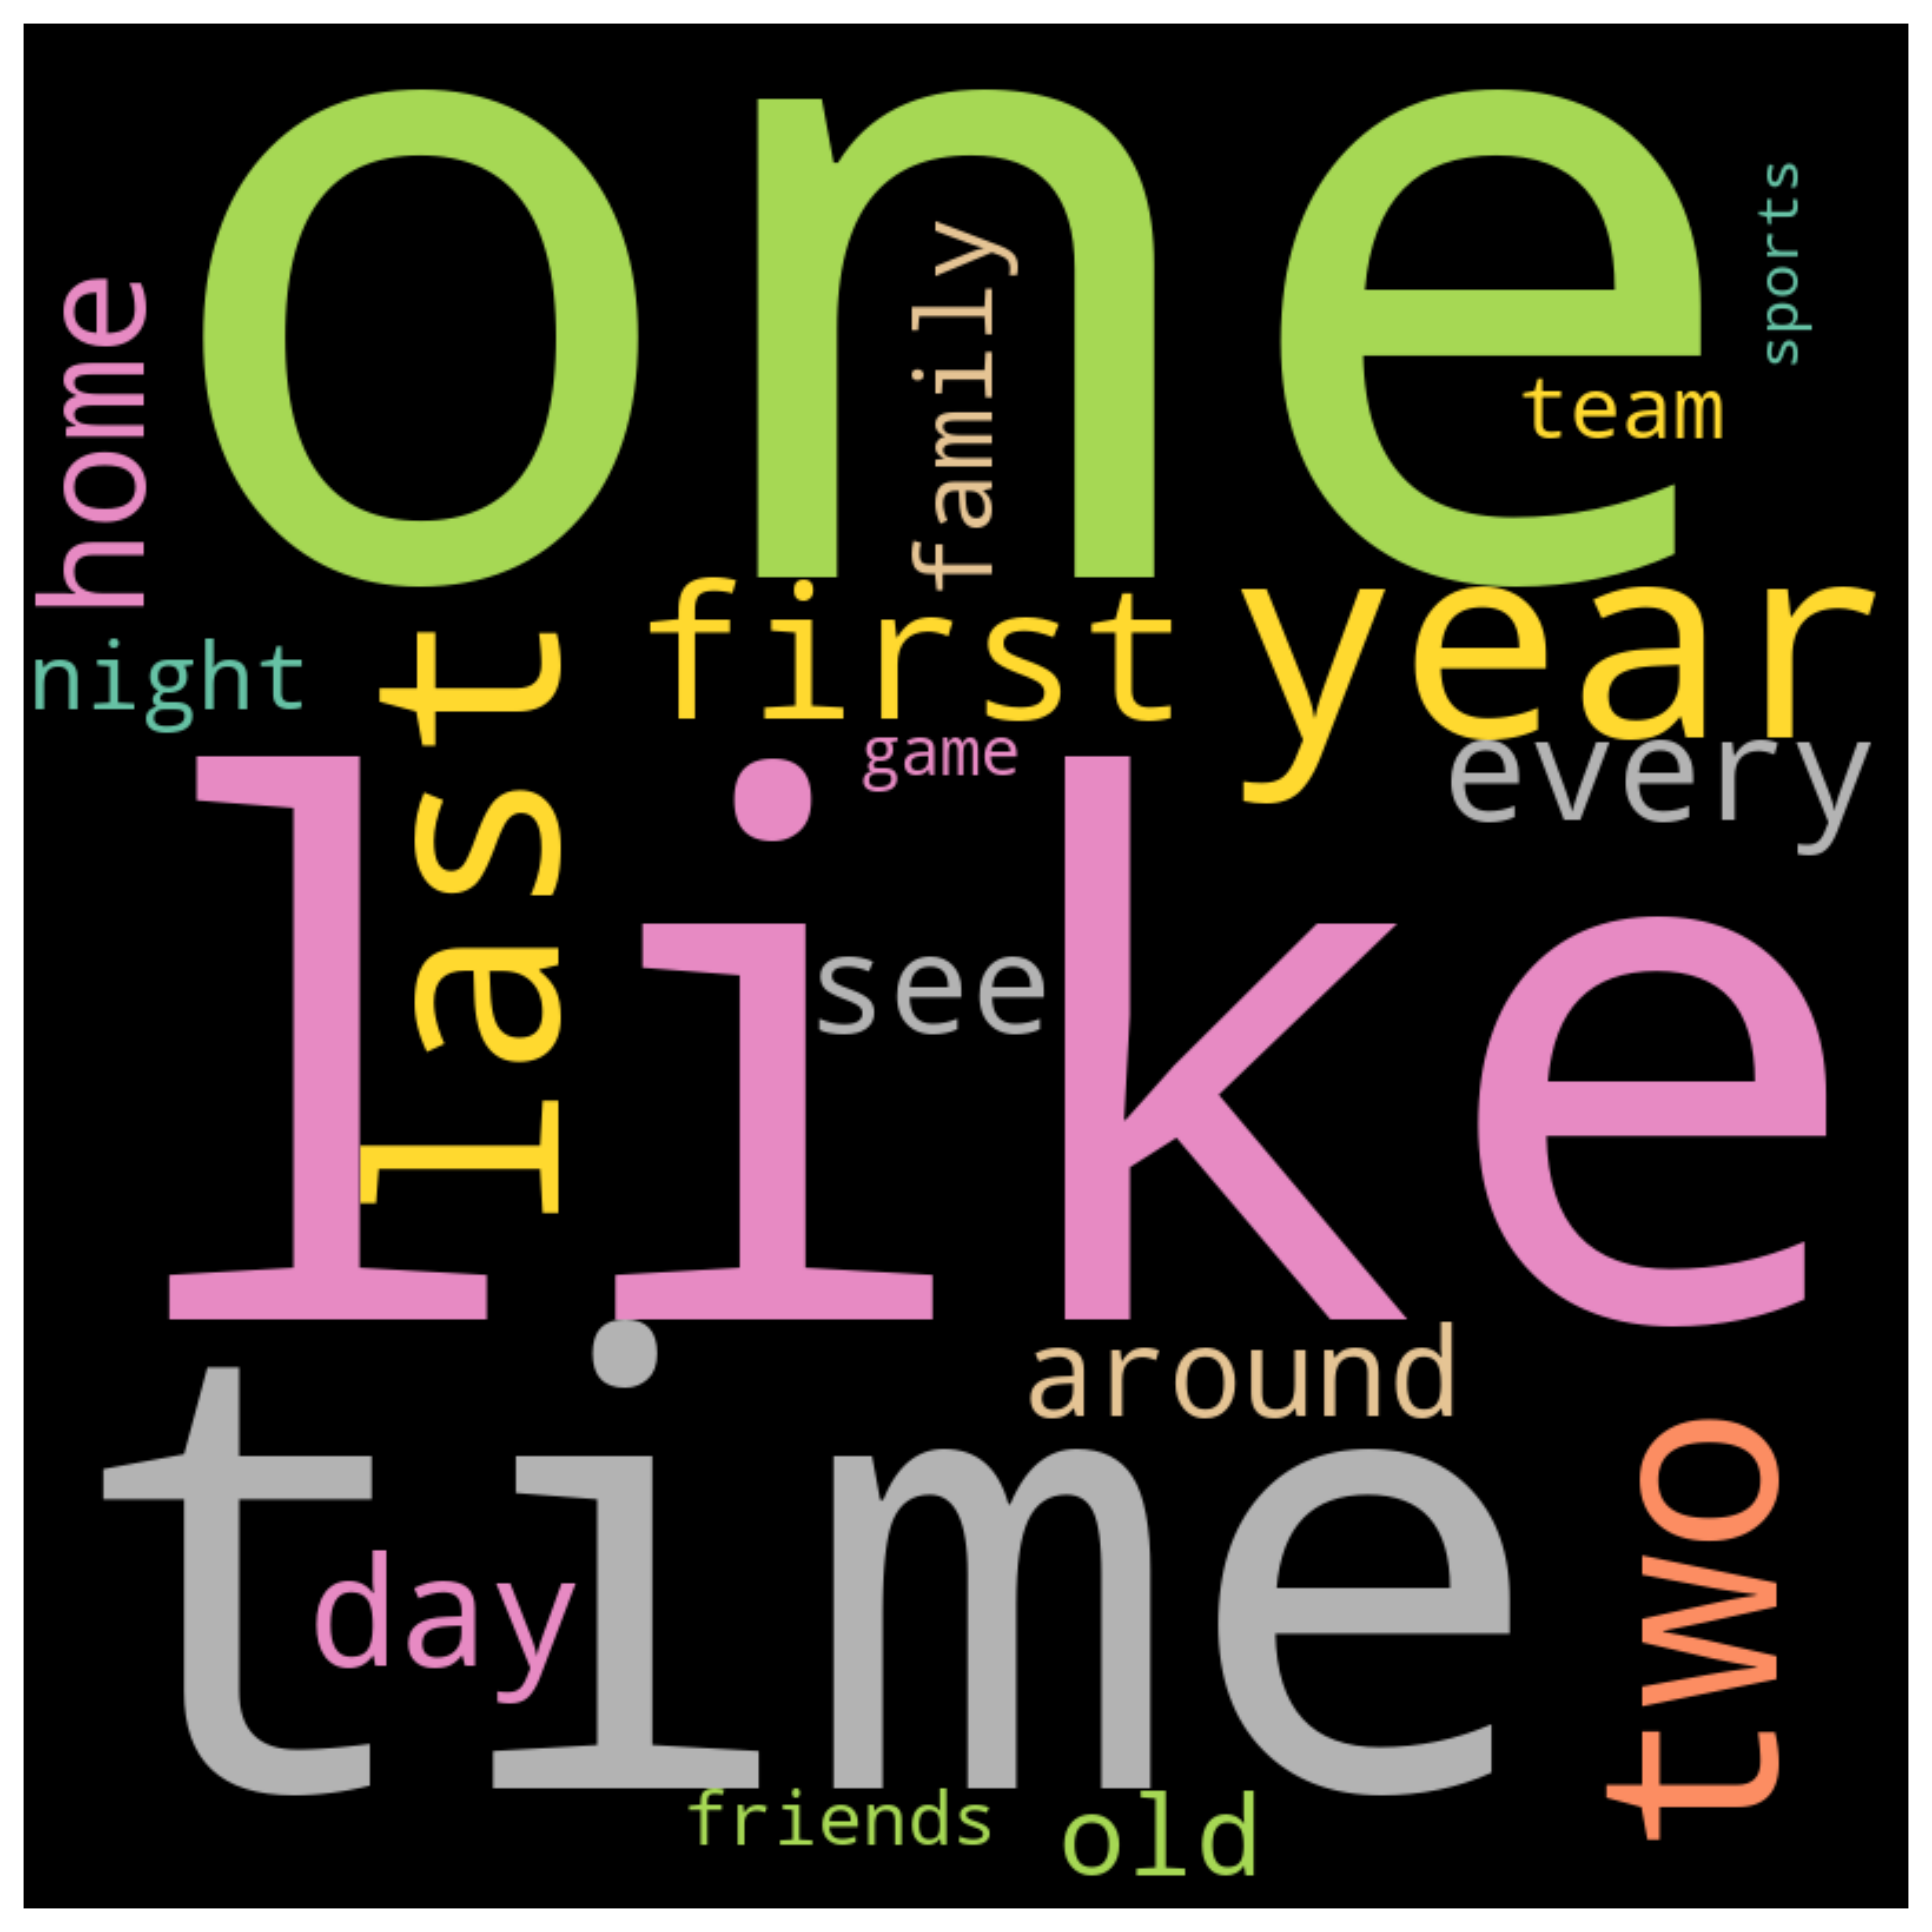 one
sports
family
home
team
first
year
night
last
game
every
like
see
around
time
two
day
friends
old